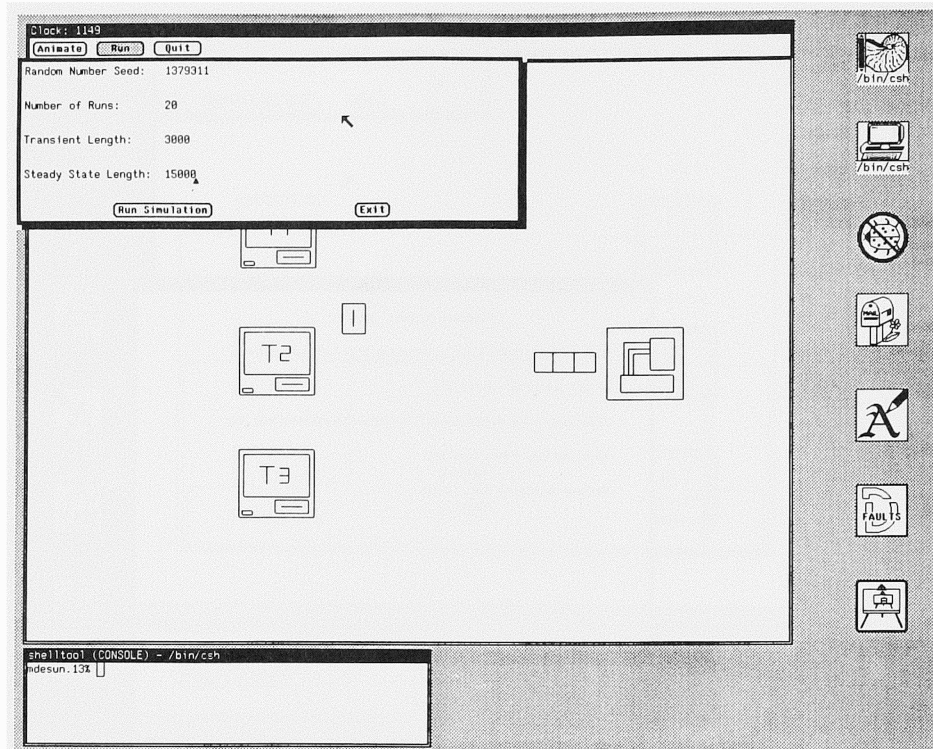 Clock: 1149
Animate Run Quit
Random Number Seed: 1379311
Number of Runs: 20
Transient Length: 3000
Steady State Length: 15000
Run Simulation Exit
T2
T3
/bin/csh
/bin/csh
MAIL
A
D
FAULTS
shelltool (CONSOLE) - /bin/csh
mdesun.13%